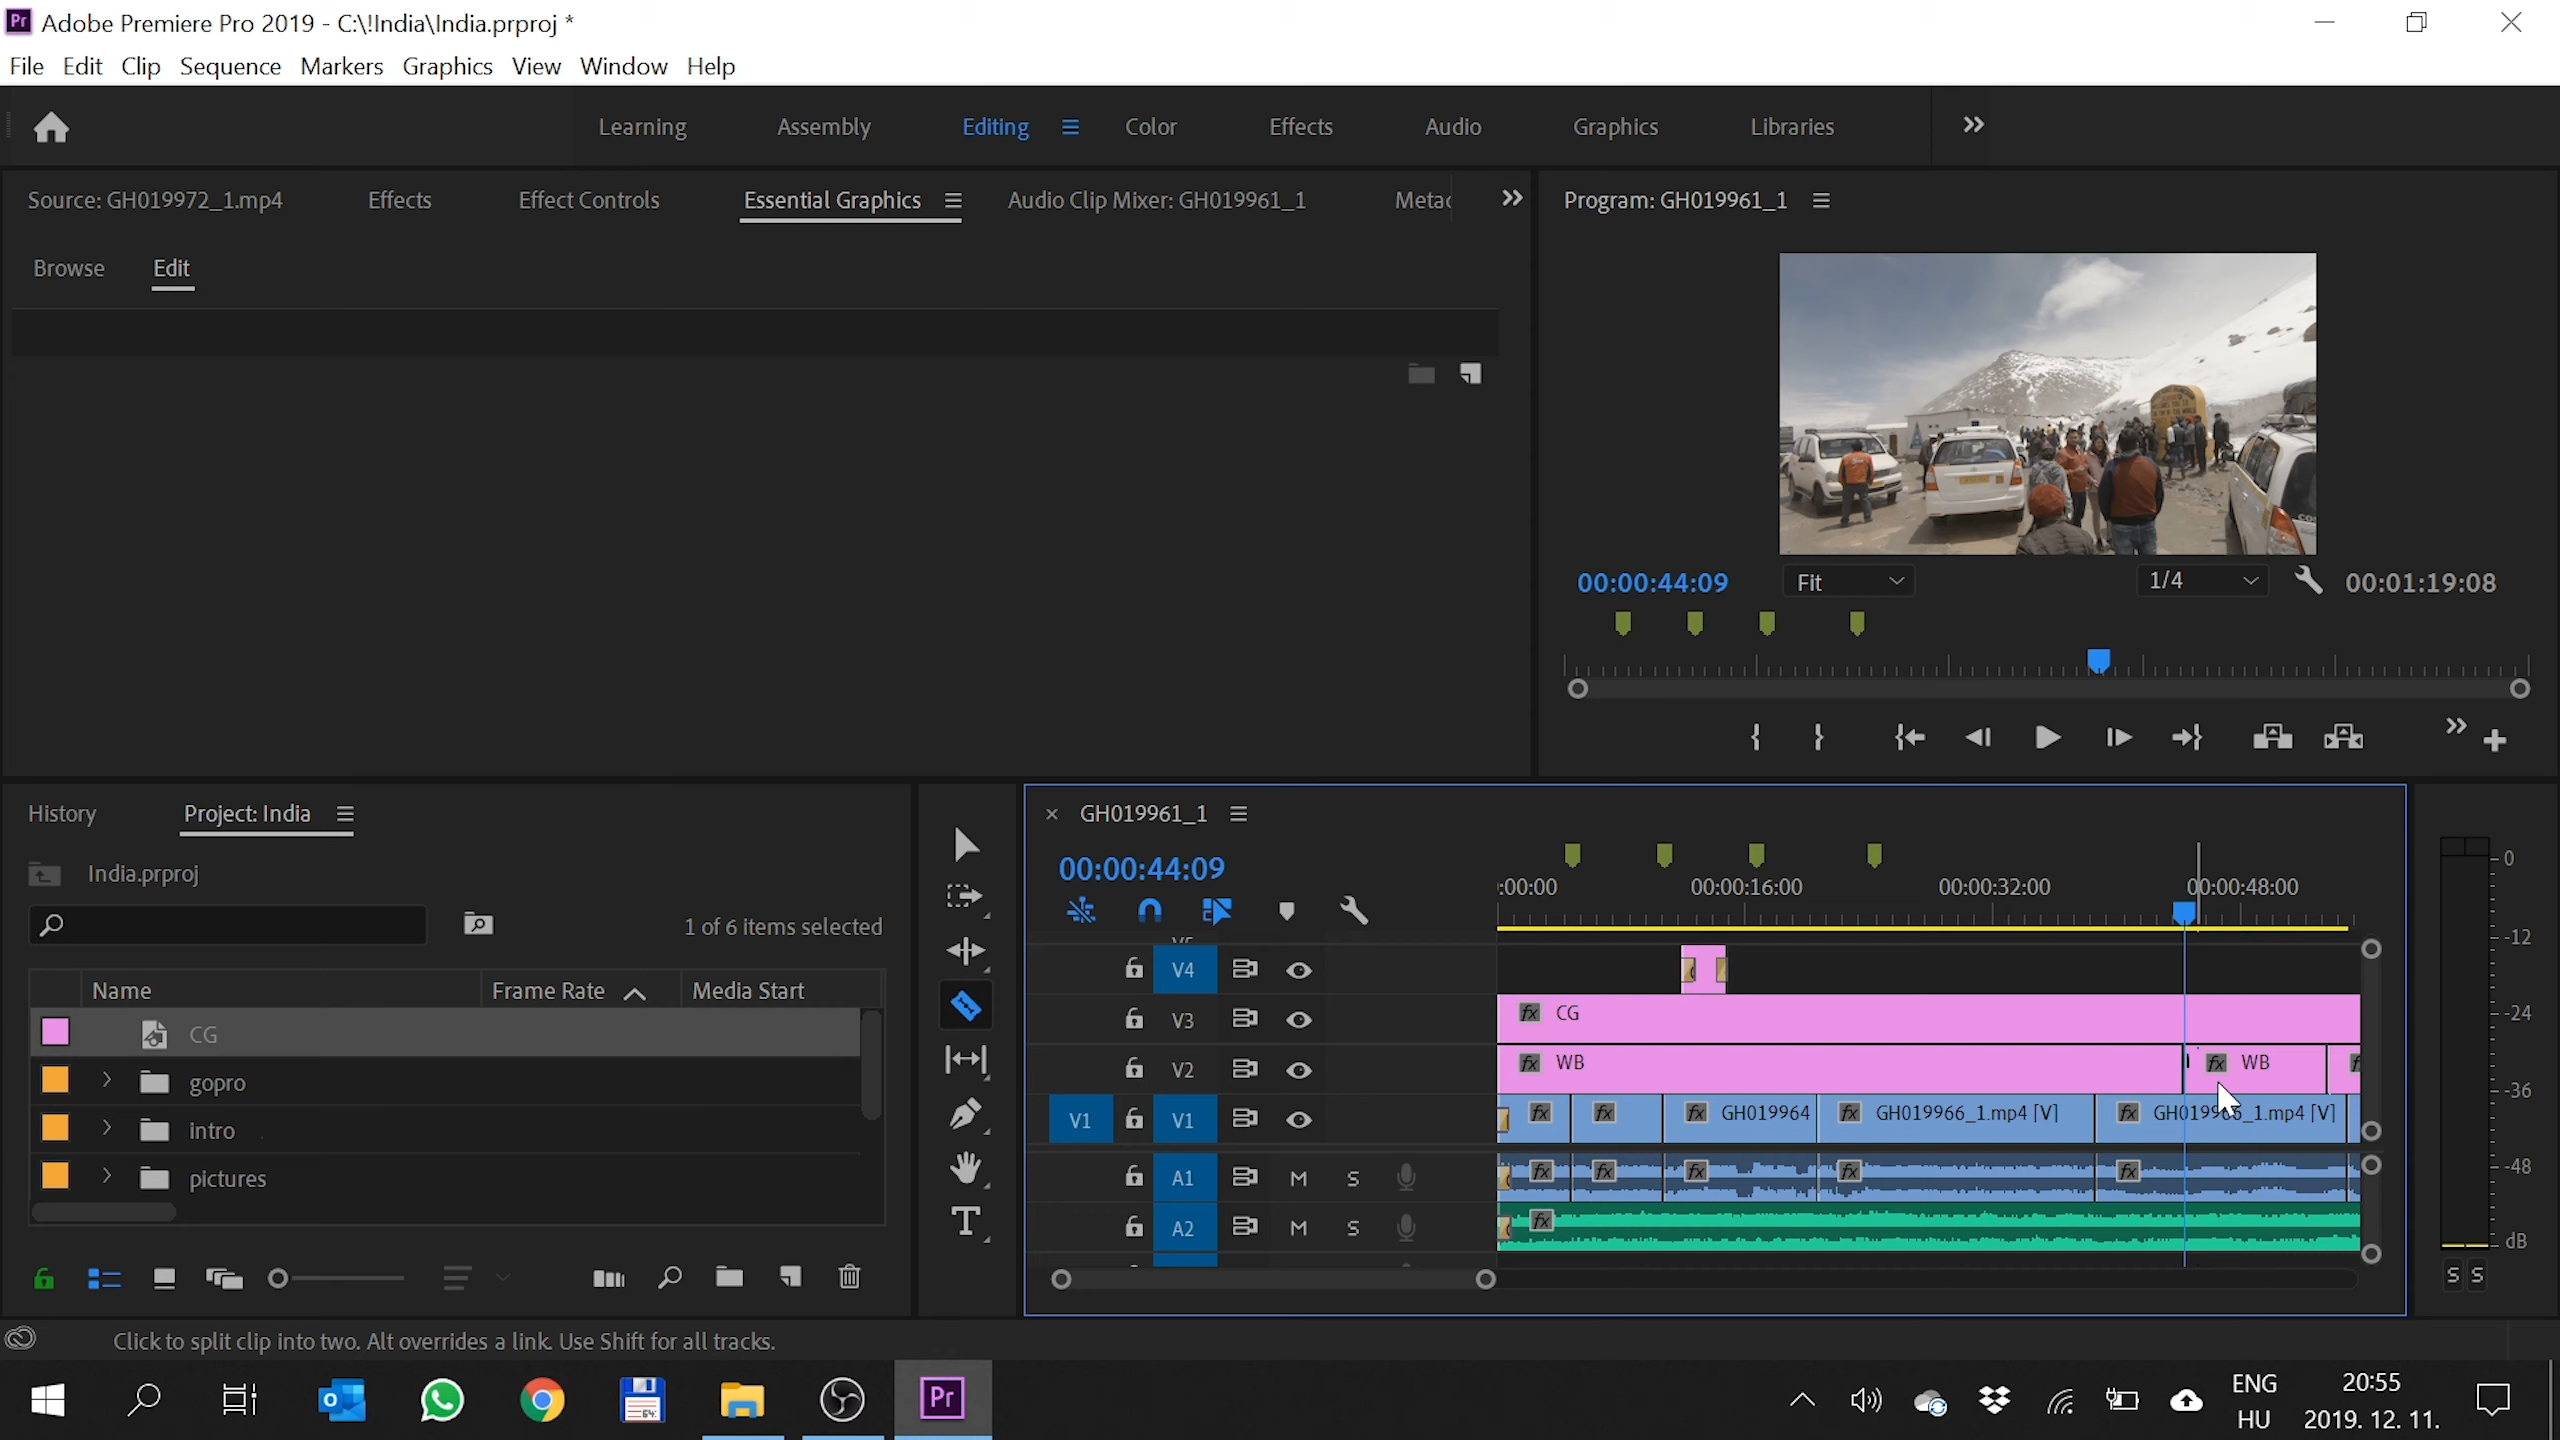 Pr Adobe Premiere Pro 2019 - C:\!India\India.prproj *
File Edit Clip Sequence Markers Graphics View Window Help
Learning Assembly Editing Color Effects Audio Graphics Libraries
Source: GH019972_1.mp4 Effects Effect Controls Essential Graphics Audio Clip Mixer: GH019961_1 Metad
Program: GH019961_1
Browse Edit
00:00:44:09 Fit 1/4 00:01:19:08
History Project: India
India.prproj
1 of 6 items selected
Name Frame Rate Media Start
CG
gopro
intro
pictures
GH019961_1
00:00:44:09
:00:00 00:00:16:00 00:00:32:00 00:00:48:00
V4
V3 fx CG
V2 fx WB fx WB
V1 V1 fx fx fx GH019964 fx GH019966_1.mp4 [V] fx GH019966_1.mp4 [V]
A1 M S fx fx fx fx fx
A2 M S fx
0
-12
-24
-36
-48
dB
S S
Click to split clip into two. Alt overrides a link. Use Shift for all tracks.
64
Pr
ENG
HU
20:55
2019. 12. 11.